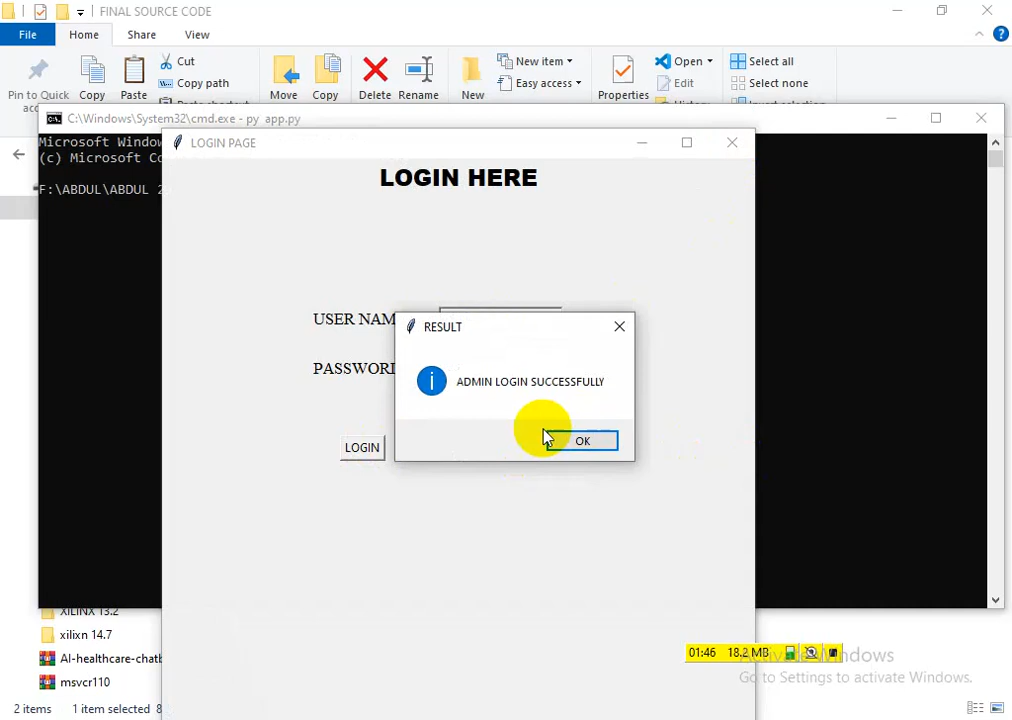 FINAL SOURCE CODE
File
Home
Share
View
Pin to Quick
Copy
Paste
Cut
Copy path
Move
Copy
Delete
Rename
New
New item
Easy access
Properties
Open
Edit
Select all
Select none
C:\Windows\System32\cmd.exe - py app.py
Microsoft Window
(c) Microsoft Co
F:\ABDUL\ABDUL 2
LOGIN PAGE
LOGIN HERE
USER NAM
PASSWORD
LOGIN
RESULT
ADMIN LOGIN SUCCESSFULLY
OK
XILINX 13.2
xilixn 14.7
AI-healthcare-chatb
msvcr110
01:46 18.2 MB
Activate Windows
Go to Settings to activate Windows.
2 items 1 item selected 8